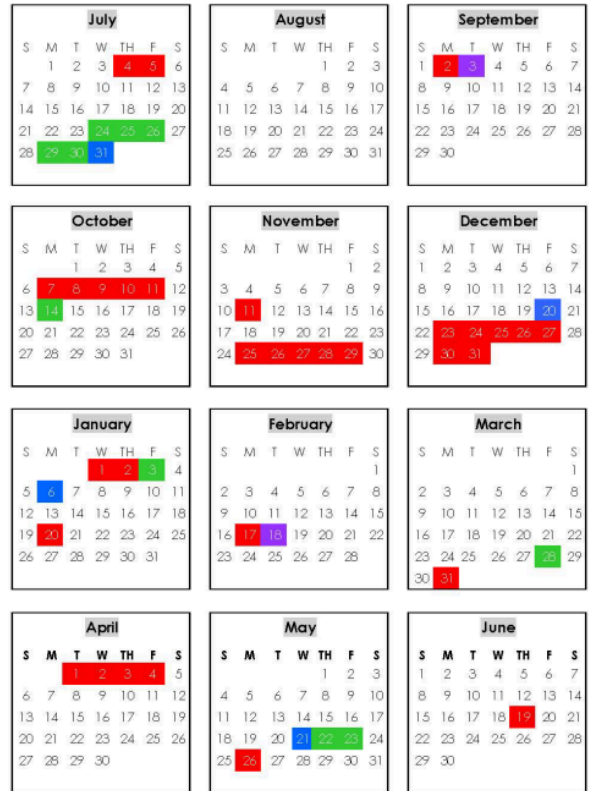 July
S M T W TH F S
1 2 3 4 5 6
7 8 9 10 11 12 13
14 15 16 17 18 19 20
21 22 23 24 25 26 27
28 29 30 31
August
S M T W TH F S
1 2 3
4 5 6 7 8 9 10
11 12 13 14 15 16 17
18 19 20 21 22 23 24
25 26 27 28 29 30 31
September
S M T W TH F S
1 2 3 4 5 6 7
8 9 10 11 12 13 14
15 16 17 18 19 20 21
22 23 24 25 26 27 28
29 30
October
S M T W TH F S
1 2 3 4 5
6 7 8 9 10 11 12
13 14 15 16 17 18 19
20 21 22 23 24 25 26
27 28 29 30 31
November
S M T W TH F S
1 2
3 4 5 6 7 8 9
10 11 12 13 14 15 16
17 18 19 20 21 22 23
24 25 26 27 28 29 30
December
S M T W TH F S
1 2 3 4 5 6 7
8 9 10 11 12 13 14
15 16 17 18 19 20 21
22 23 24 25 26 27 28
29 30 31
January
S M T W TH F S
1 2 3 4
5 6 7 8 9 10 11
12 13 14 15 16 17 18
19 20 21 22 23 24 25
26 27 28 29 30 31
February
S M T W TH F S
1
2 3 4 5 6 7 8
9 10 11 12 13 14 15
16 17 18 19 20 21 22
23 24 25 26 27 28
March
S M T W TH F S
1
2 3 4 5 6 7 8
9 10 11 12 13 14 15
16 17 18 19 20 21 22
23 24 25 26 27 28 29
30 31
April
S M T W TH F S
1 2 3 4 5
6 7 8 9 10 11 12
13 14 15 16 17 18 19
20 21 22 23 24 25 26
27 28 29 30
May
S M T W TH F S
1 2 3
4 5 6 7 8 9 10
11 12 13 14 15 16 17
18 19 20 21 22 23 24
25 26 27 28 29 30 31
June
S M T W TH F S
1 2 3 4 5 6 7
8 9 10 11 12 13 14
15 16 17 18 19 20 21
22 23 24 25 26 27 28
29 30